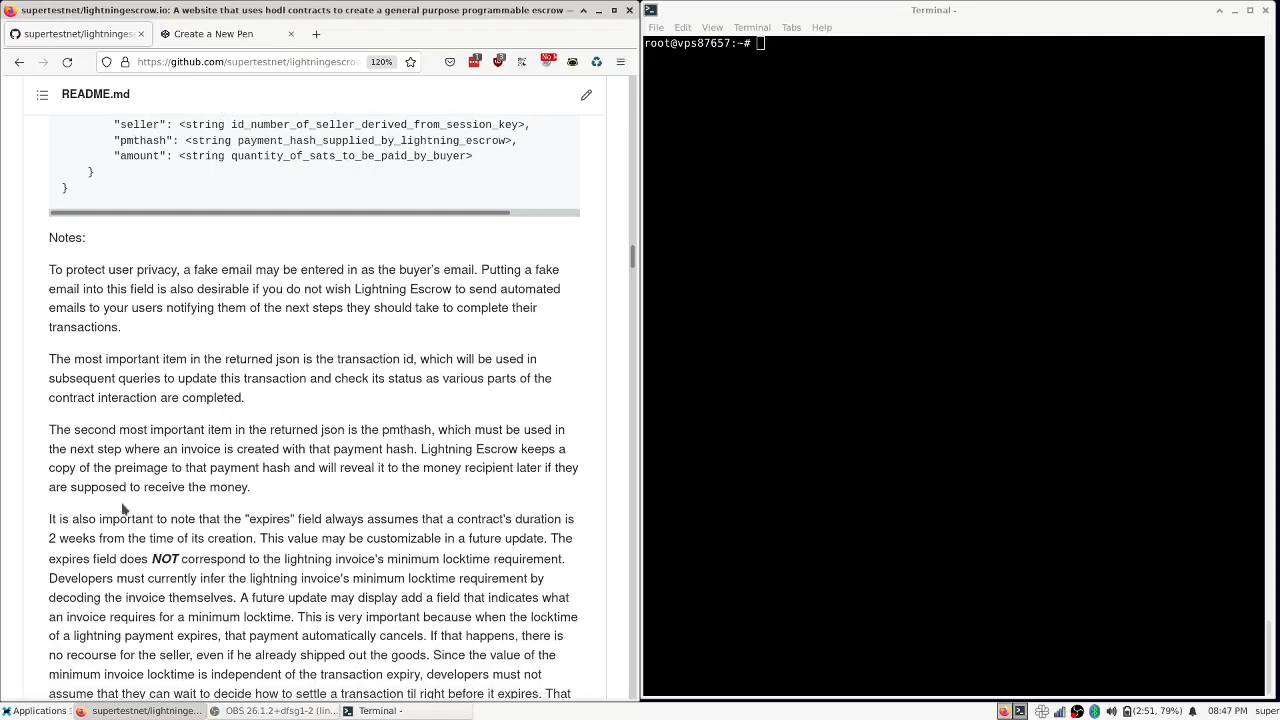 supertestnet/lightningescrow.io: A website that uses hodl contracts to create a general purpose programmable escrow —
supertestnet/lightninges
Create a New Pen
https://github.com/supertestnet/lightningescrow
120%
README.md
"seller": <string id_number_of_seller_derived_from_session_key>,
"pmthash": <string payment_hash_supplied_by_lightning_escrow>,
"amount": <string quantity_of_sats_to_be_paid_by_buyer>
}
}
Notes:
To protect user privacy, a fake email may be entered in as the buyer's email. Putting a fake
email into this field is also desirable if you do not wish Lightning Escrow to send automated
emails to your users notifying them of the next steps they should take to complete their
transactions.
The most important item in the returned json is the transaction id, which will be used in
subsequent queries to update this transaction and check its status as various parts of the
contract interaction are completed.
The second most important item in the returned json is the pmthash, which must be used in
the next step where an invoice is created with that payment hash. Lightning Escrow keeps a
copy of the preimage to that payment hash and will reveal it to the money recipient later if they
are supposed to receive the money.
It is also important to note that the "expires" field always assumes that a contract's duration is
2 weeks from the time of its creation. This value may be customizable in a future update. The
expires field does NOT correspond to the lightning invoice's minimum locktime requirement.
Developers must currently infer the lightning invoice's minimum locktime requirement by
decoding the invoice themselves. A future update may display add a field that indicates what
an invoice requires for a minimum locktime. This is very important because when the locktime
of a lightning payment expires, that payment automatically cancels. If that happens, there is
no recourse for the seller, even if he already shipped out the goods. Since the value of the
minimum invoice locktime is independent of the transaction expiry, developers must not
assume that they can wait to decide how to settle a transaction til right before it expires. That
Terminal -
File Edit View Terminal Tabs Help
root@vps87657:~#
Applications
supertestnet/lightninge...
OBS 26.1.2+dfsg1-2 (lin...
Terminal -
(2:51, 79%)
08:47 PM
super